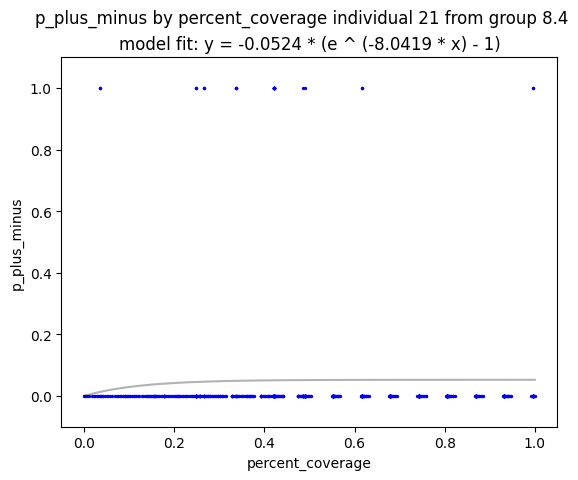 p_plus_minus by percent_coverage individual 21 from group 8.4
model fit: y = -0.0524 * (e ^ (-8.0419 * x) - 1)
1.0
0.8
0.6
0.4
0.2
0.0
p_plus_minus
0.0 0.2 0.4 0.6 0.8 1.0
percent_coverage